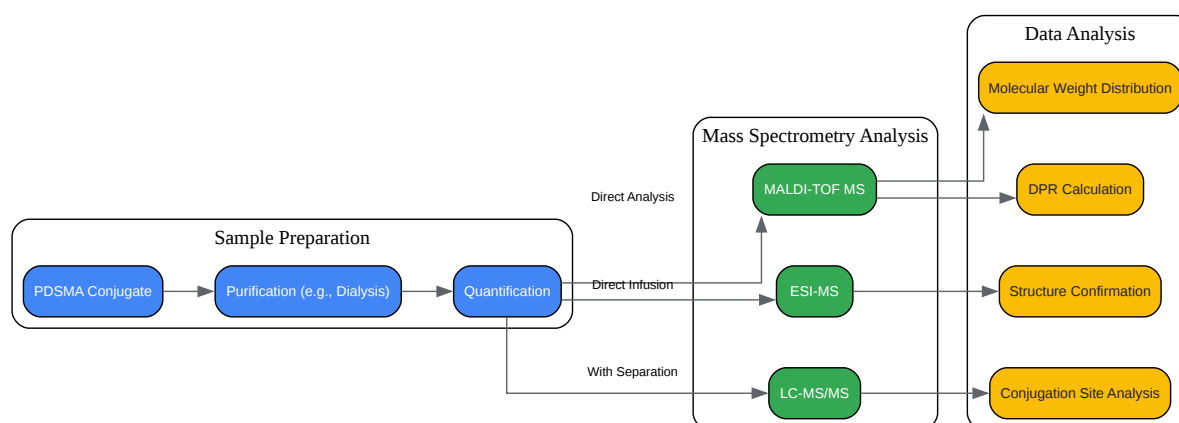 Sample Preparation
PDSMA Conjugate
Purification (e.g., Dialysis)
Quantification
Direct Analysis
Direct Infusion
With Separation
Mass Spectrometry Analysis
MALDI-TOF MS
ESI-MS
LC-MS/MS
Data Analysis
Molecular Weight Distribution
DPR Calculation
Structure Confirmation
Conjugation Site Analysis